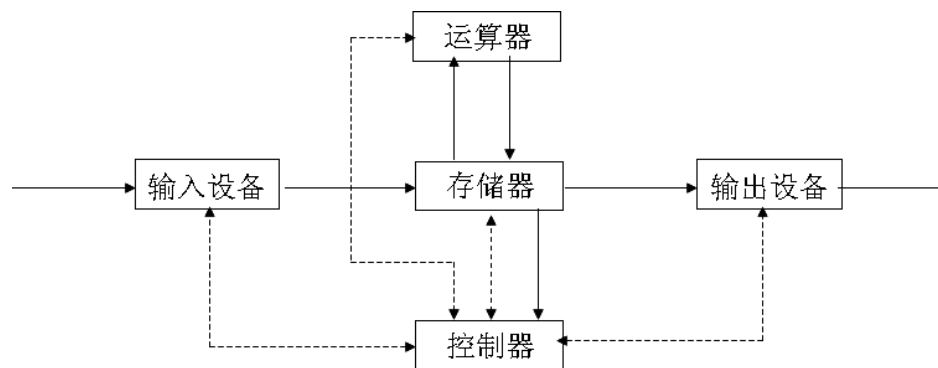 运算器
输入设备
存储器
输出设备
控制器